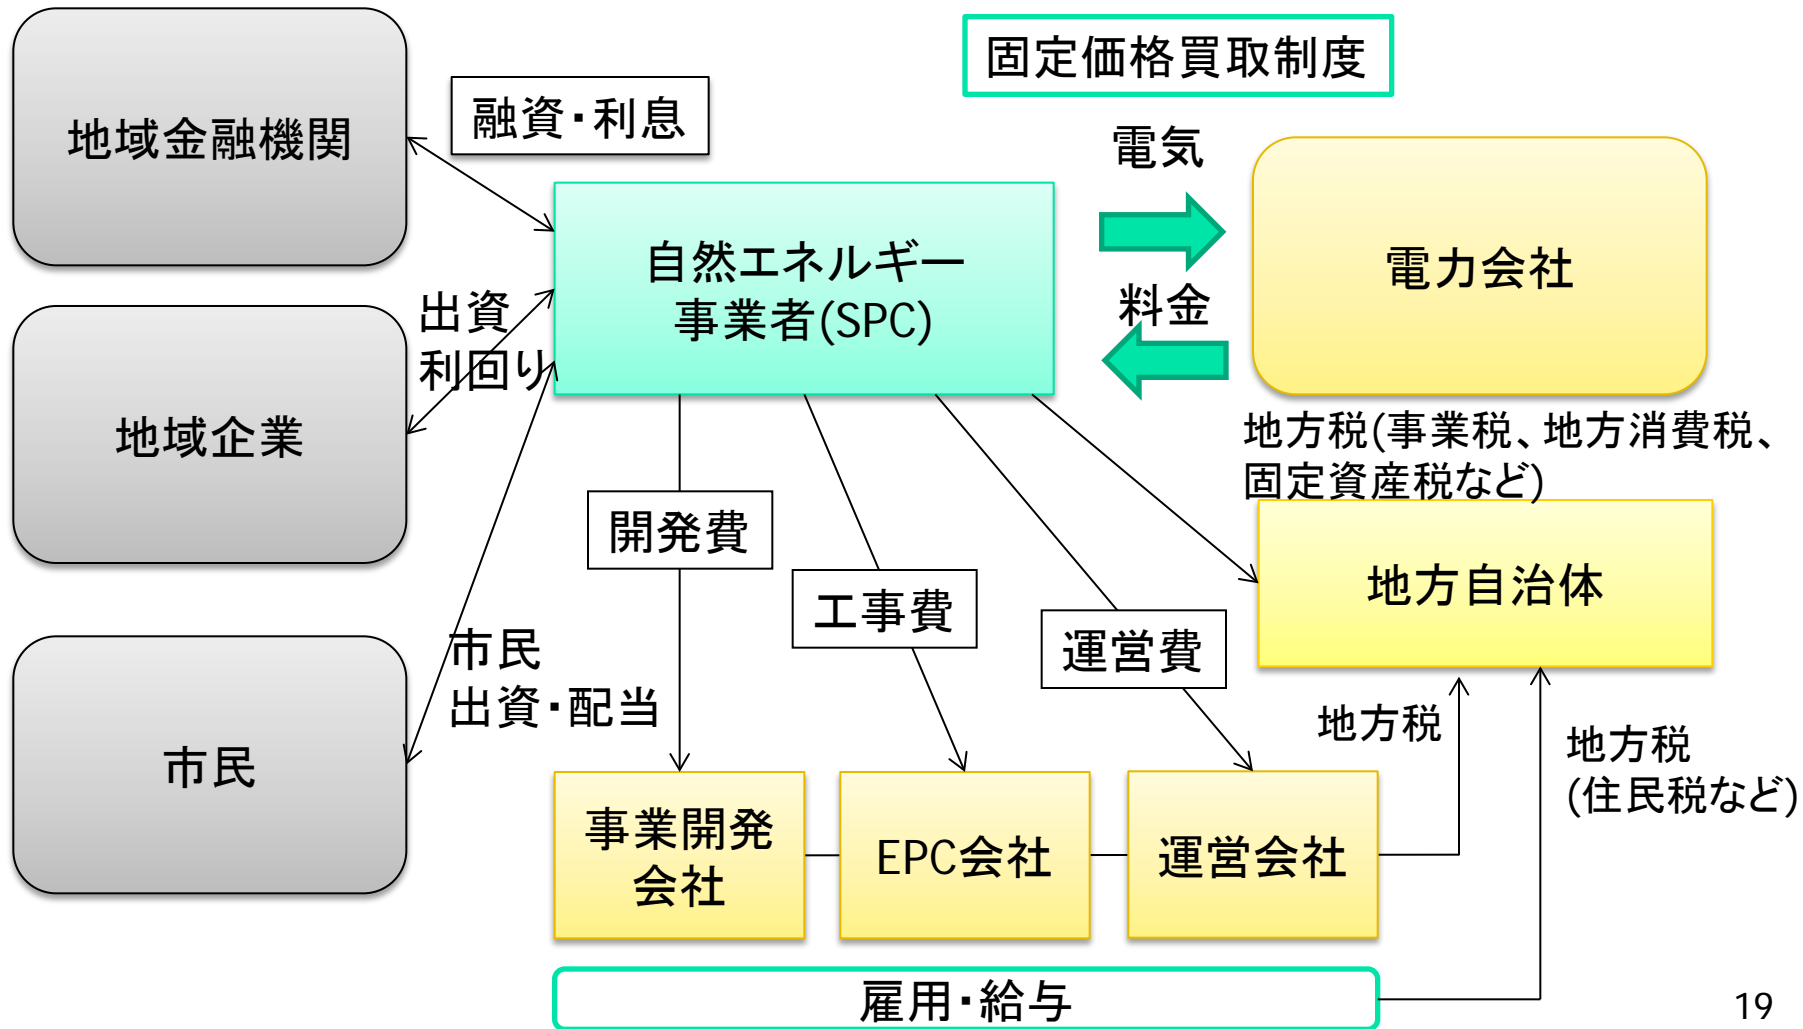 固定価格買取制度
地域金融機関
融資・利息
電気
自然エネルギー
事業者(SPC)
電力会社
料金
出資
利回り
地域企業
地方税(事業税、地方消費税、
固定資産税など)
開発費
工事費
運営費
地方自治体
市民
出資・配当
市民
地方税
地方税
(住民税など)
事業開発
会社
EPC会社
運営会社
雇用・給与
19